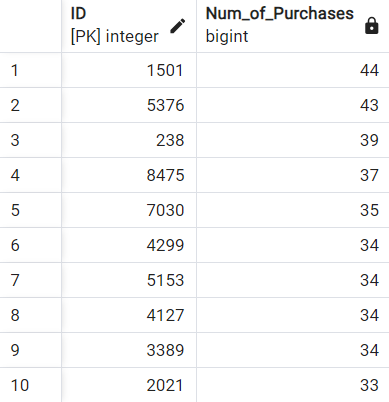 ID Num_of_Purchases
[PK] integer bigint
1 1501 44
2 5376 43
3 238 39
4 8475 37
5 7030 35
6 4299 34
7 5153 34
8 4127 34
9 3389 34
10 2021 33